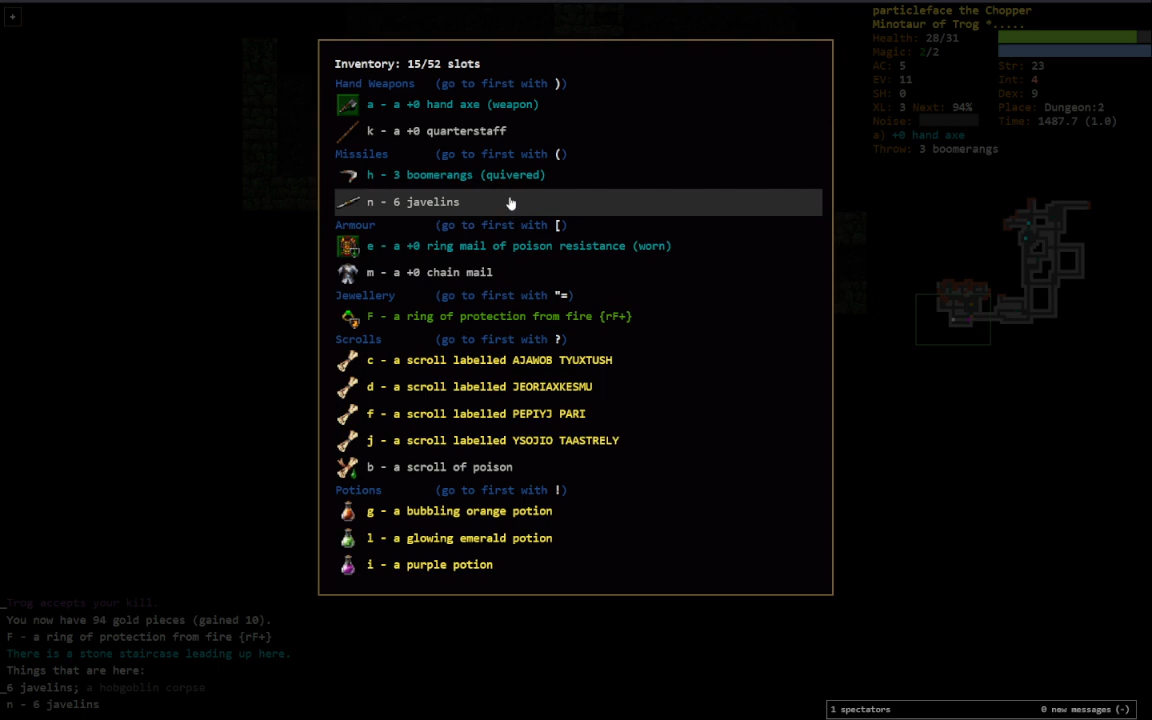 +
particleface the Chopper
Minotaur of Trog *.....
Health: 28/31
Magic: 2/2
AC: 5 Str: 23
EV: 11 Int: 4
SH: 0 Dex: 9
XL: 3 Next: 94% Place: Dungeon:2
Noise: Time: 1487.7 (1.0)
a) +0 hand axe
Throw: 3 boomerangs
Inventory: 15/52 slots
Hand Weapons (go to first with ))
a - a +0 hand axe (weapon)
k - a +0 quarterstaff
Missiles (go to first with ()
h - 3 boomerangs (quivered)
n - 6 javelins
Armour (go to first with [)
e - a +0 ring mail of poison resistance (worn)
m - a +0 chain mail
Jewellery (go to first with "=)
F - a ring of protection from fire {rF+}
Scrolls (go to first with ?)
c - a scroll labelled AJAWOB TYUXTUSH
d - a scroll labelled JEORIAXKESMU
f - a scroll labelled PEPIYJ PARI
j - a scroll labelled YSOJIO TAASTRELY
b - a scroll of poison
Potions (go to first with !)
g - a bubbling orange potion
l - a glowing emerald potion
i - a purple potion
_Trog accepts your kill.
You now have 94 gold pieces (gained 10).
F - a ring of protection from fire {rF+}
There is a stone staircase leading up here.
Things that are here:
_6 javelins; a hobgoblin corpse
n - 6 javelins
1 spectators 0 new messages (-)